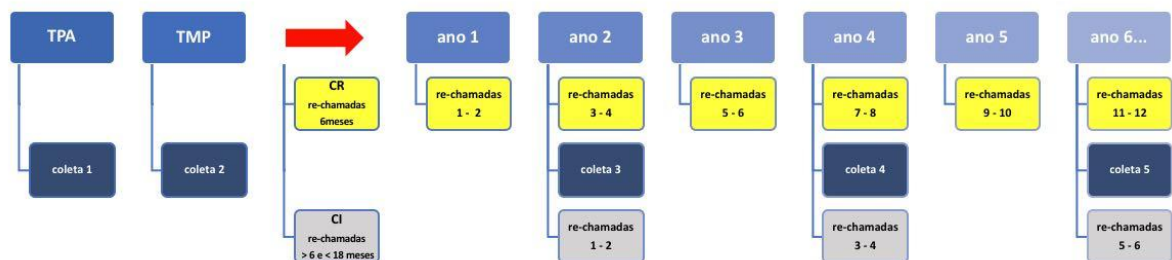 TPA
coleta 1
TMP
coleta 2
CR
re-chamadas
6meses
CI
re-chamadas
> 6 e < 18 meses
ano 1
re-chamadas
1 - 2
ano 2
re-chamadas
3 - 4
coleta 3
re-chamadas
1 - 2
ano 3
re-chamadas
5 - 6
ano 4
re-chamadas
7 - 8
coleta 4
re-chamadas
3 - 4
ano 5
re-chamadas
9 - 10
ano 6...
re-chamadas
11 - 12
coleta 5
re-chamadas
5 - 6